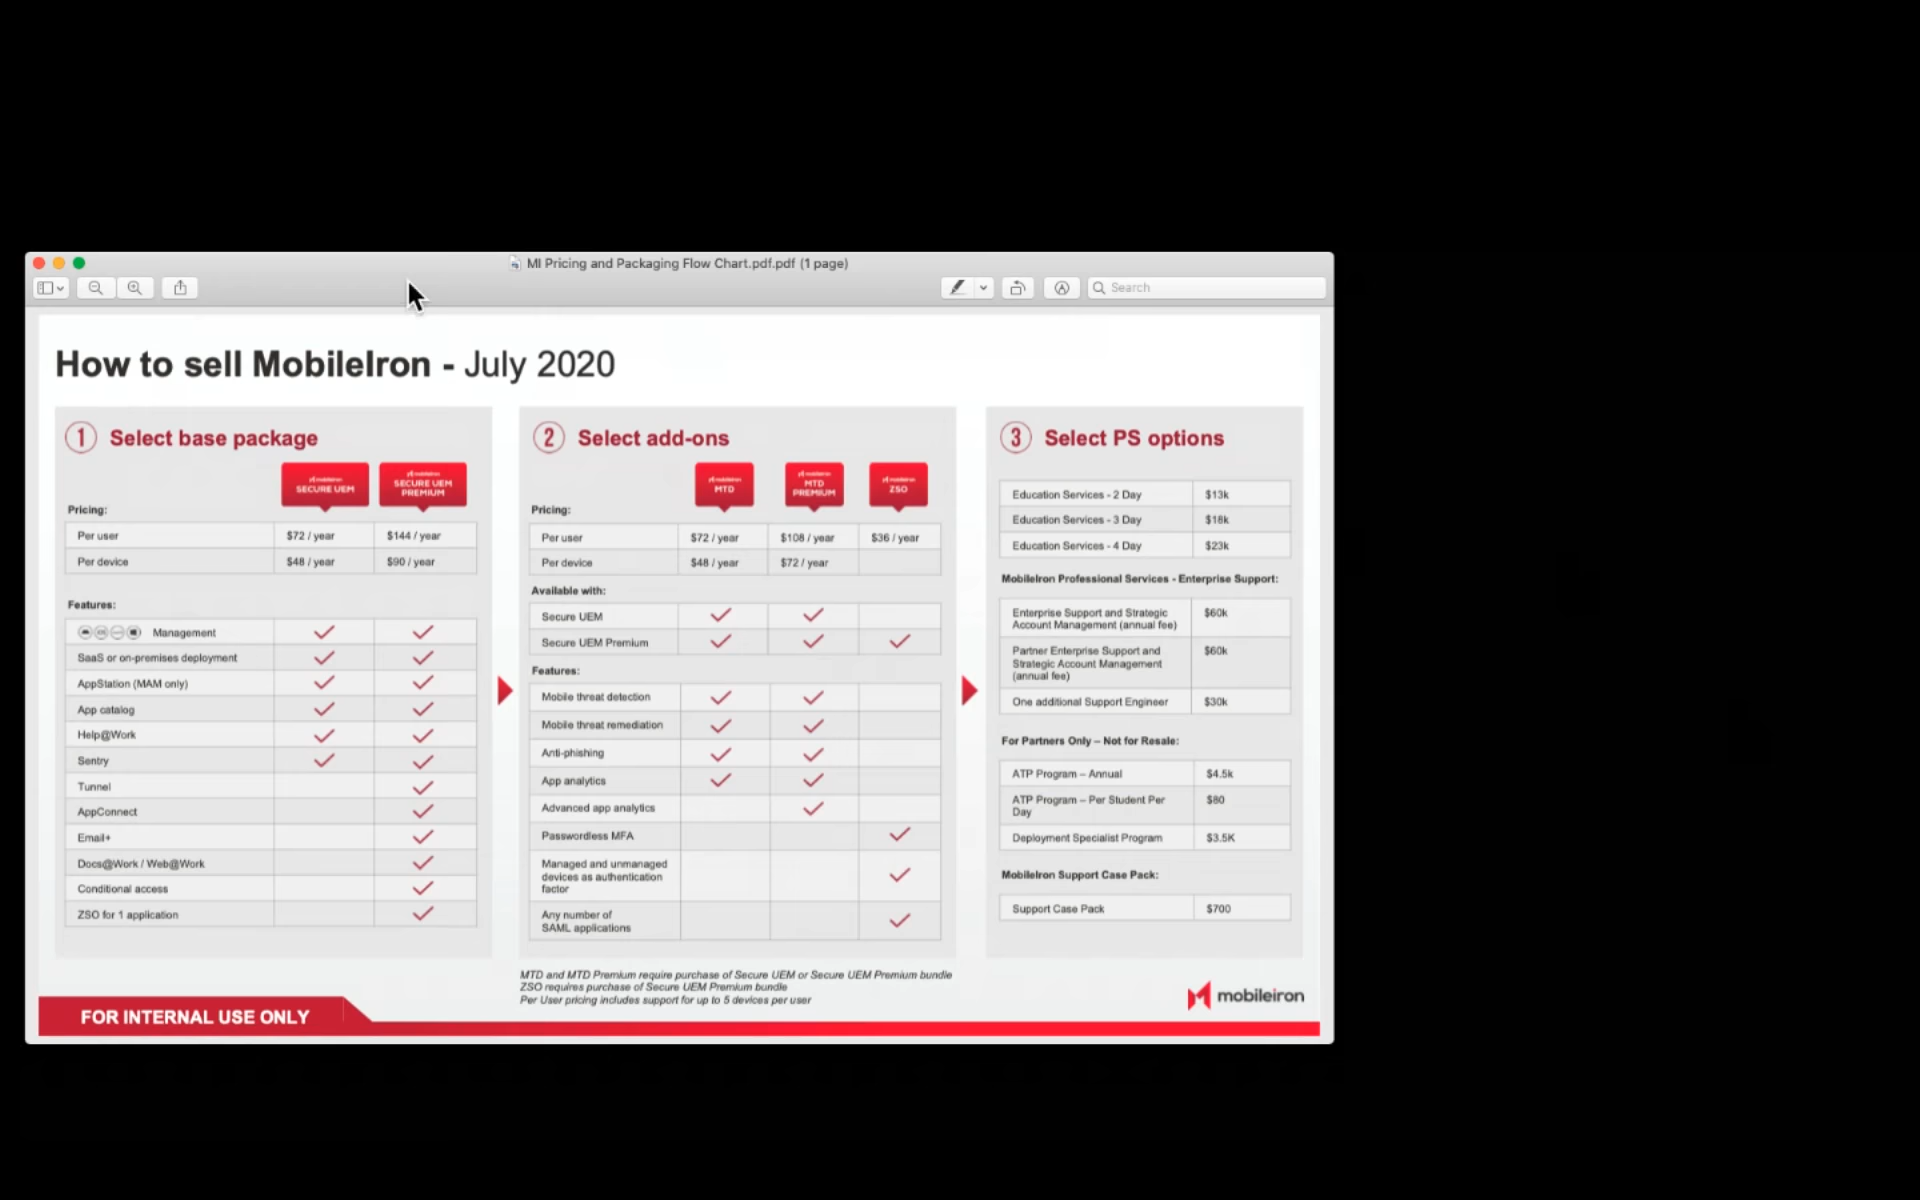 MI Pricing and Packaging Flow Chart.pdf.pdf (1 page)
Search
How to sell MobileIron - July 2020
1 Select base package
mobileiron SECURE UEM
mobileiron SECURE UEM PREMIUM
Pricing:
Per user $72 / year $144 / year
Per device $48 / year $90 / year
Features:
Management
SaaS or on-premises deployment
AppStation (MAM only)
App catalog
Help@Work
Sentry
Tunnel
AppConnect
Email+
Docs@Work / Web@Work
Conditional access
ZSO for 1 application
2 Select add-ons
mobileiron MTD
mobileiron MTD PREMIUM
mobileiron ZSO
Pricing:
Per user $72 / year $108 / year $36 / year
Per device $48 / year $72 / year
Available with:
Secure UEM
Secure UEM Premium
Features:
Mobile threat detection
Mobile threat remediation
Anti-phishing
App analytics
Advanced app analytics
Passwordless MFA
Managed and unmanaged
devices as authentication
factor
Any number of
SAML applications
MTD and MTD Premium require purchase of Secure UEM or Secure UEM Premium bundle
ZSO requires purchase of Secure UEM Premium bundle
Per User pricing includes support for up to 5 devices per user
3 Select PS options
Education Services - 2 Day $13k
Education Services - 3 Day $18k
Education Services - 4 Day $23k
MobileIron Professional Services - Enterprise Support:
Enterprise Support and Strategic $60k
Account Management (annual fee)
Partner Enterprise Support and $60k
Strategic Account Management
(annual fee)
One additional Support Engineer $30k
For Partners Only – Not for Resale:
ATP Program – Annual $4.5k
ATP Program – Per Student Per $80
Day
Deployment Specialist Program $3.5K
MobileIron Support Case Pack:
Support Case Pack $700
FOR INTERNAL USE ONLY
mobileiron